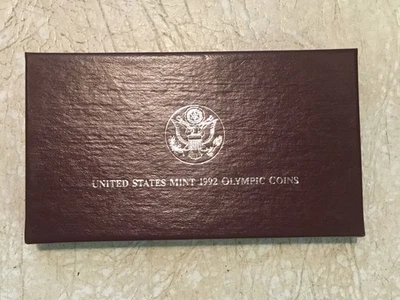 UNITED STATES MINT 1992 OLYMPIC COINS